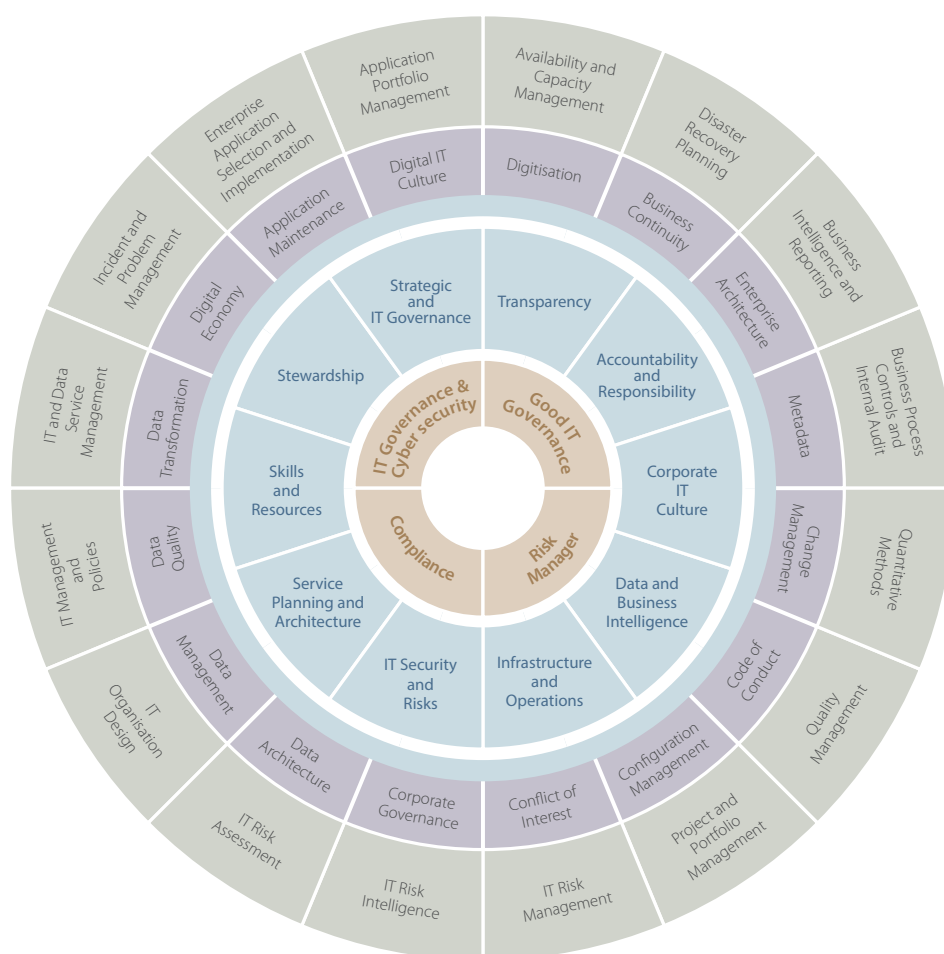 Availability and
Capacity
Management
Disaster
Recovery
Planning
Business
Intelligence and
Reporting
Business Process
Controls and
Internal Audit
Quantitative
Methods
Quality
Management
Project and
Portfolio
Management
IT Risk
Management
IT Risk
Intelligence
IT Risk
Assessment
IT
Organisation
Design
IT Management
and
Policies
IT and Data
Service
Management
Incident and
Problem
Management
Enterprise
Application
Selection and
Implementation
Application
Portfolio
Management
Digitisation
Business
Continuity
Enterprise
Architecture
Metadata
Change
Management
Code of
Conduct
Configuration
Management
Conflict of
Interest
Corporate
Governance
Data
Architecture
Data
Management
Data
Quality
Data
Transformation
Digital
Economy
Application
Maintenance
Digital IT
Culture
Transparency
Accountability
and
Responsibility
Corporate
IT
Culture
Data and
Business
Intelligence
Infrastructure
and
Operations
IT Security
and
Risks
Service
Planning and
Architecture
Skills
and
Resources
Stewardship
Strategic
and
IT Governance
Good IT
Governance
Risk
Manager
Compliance
IT Governance &
Cyber security